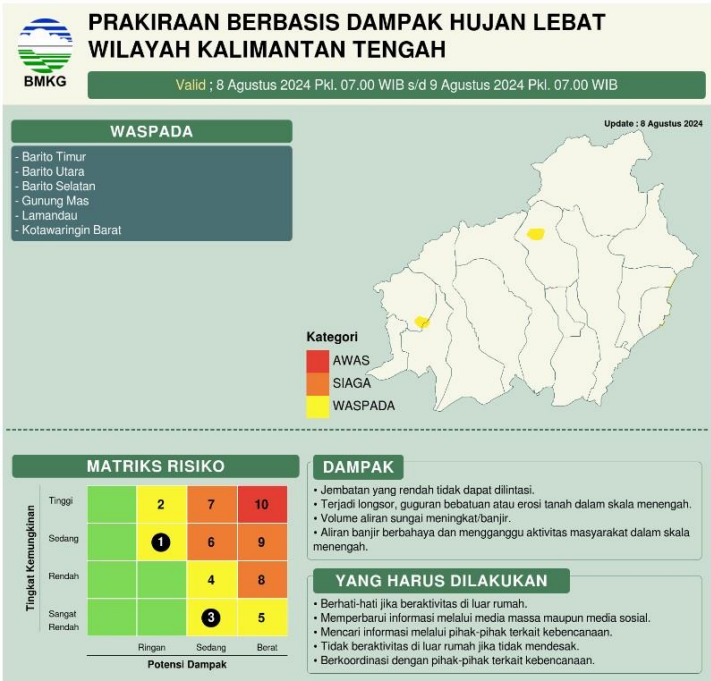 PRAKIRAAN BERBASIS DAMPAK HUJAN LEBAT
WILAYAH KALIMANTAN TENGAH
BMKG
Valid ; 8 Agustus 2024 Pkl. 07.00 WIB s/d 9 Agustus 2024 Pkl. 07.00 WIB
WASPADA
- Barito Timur
- Barito Utara
- Barito Selatan
- Gunung Mas
- Lamandau
- Kotawaringin Barat
Update : 8 Agustus 2024
Kategori
AWAS
SIAGA
WASPADA
MATRIKS RISIKO
Tingkat Kemungkinan
Tinggi
2 7 10
Sedang
1 6 9
Rendah
4 8
Sangat
Rendah
3 5
Ringan Sedang Berat
Potensi Dampak
DAMPAK
• Jembatan yang rendah tidak dapat dilintasi.
• Terjadi longsor, guguran bebatuan atau erosi tanah dalam skala menengah.
• Volume aliran sungai meningkat/banjir.
• Aliran banjir berbahaya dan mengganggu aktivitas masyarakat dalam skala
menengah.
YANG HARUS DILAKUKAN
• Berhati-hati jika beraktivitas di luar rumah.
• Memperbarui informasi melalui media massa maupun media sosial.
• Mencari informasi melalui pihak-pihak terkait kebencanaan.
• Tidak beraktivitas di luar rumah jika tidak mendesak.
• Berkoordinasi dengan pihak-pihak terkait kebencanaan.